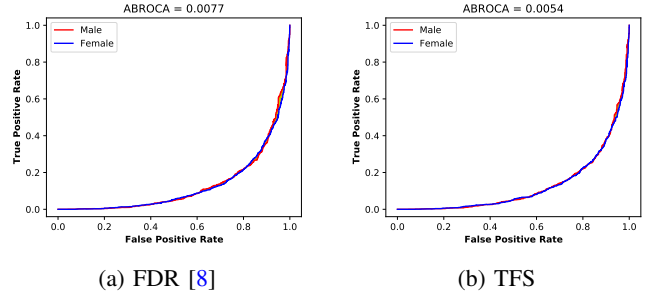 ABROCA = 0.0077
Male
Female
True Positive Rate
1.0
0.8
0.6
0.4
0.2
0.0
0.0 0.2 0.4 0.6 0.8 1.0
False Positive Rate
(a) FDR [8]
ABROCA = 0.0054
Male
Female
True Positive Rate
1.0
0.8
0.6
0.4
0.2
0.0
0.0 0.2 0.4 0.6 0.8 1.0
False Positive Rate
(b) TFS